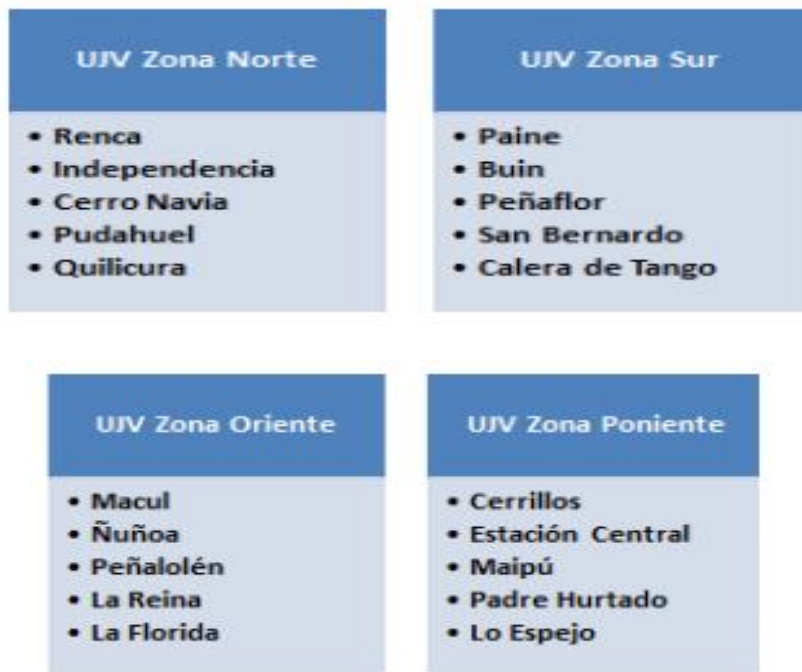 UJV Zona Norte
• Renca
• Independencia
• Cerro Navia
• Pudahuel
• Quilicura
UJV Zona Sur
• Paine
• Buin
• Peñaflor
• San Bernardo
• Calera de Tango
UJV Zona Oriente
• Macul
• Ñuñoa
• Peñalolén
• La Reina
• La Florida
UJV Zona Poniente
• Cerrillos
• Estación Central
• Maipú
• Padre Hurtado
• Lo Espejo